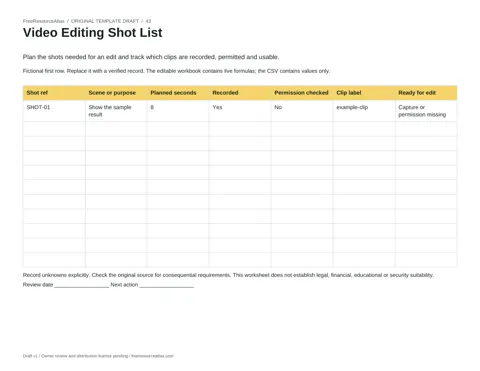 FreeResourceAtlas / ORIGINAL TEMPLATE DRAFT / 43
Video Editing Shot List
Plan the shots needed for an edit and track which clips are recorded, permitted and usable.
Fictional first row. Replace it with a verified record. The editable workbook contains live formulas; the CSV contains values only.
Shot ref Scene or purpose Planned seconds Recorded Permission checked Clip label Ready for edit
SHOT-01 Show the sample result 8 Yes No example-clip Capture or permission missing
Record unknowns explicitly. Check the original source for consequential requirements. This worksheet does not establish legal, financial, educational or security suitability.
Review date ___________________ Next action ___________________
Draft v1 / Owner review and distribution licence pending / freeresourceatlas.com